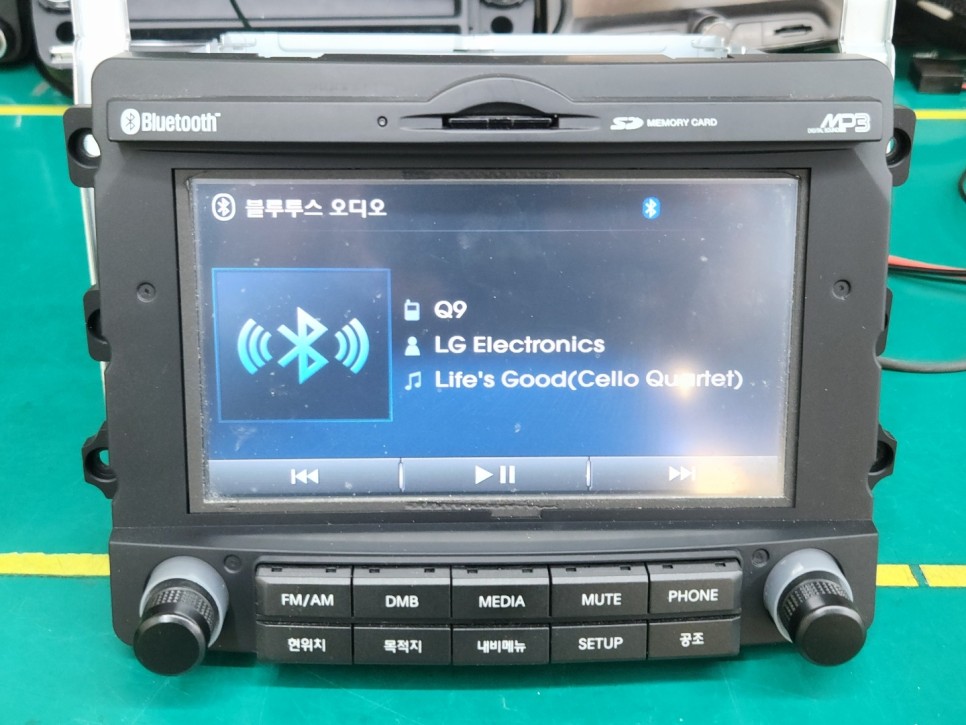 Bluetooth
SD MEMORY CARD
DIGITAL SOUND MP3
블루투스 오디오
Q9
LG Electronics
Life's Good(Cello Quartet)
FM/AM DMB MEDIA MUTE PHONE
현위치 목적지 내비메뉴 SETUP 공조